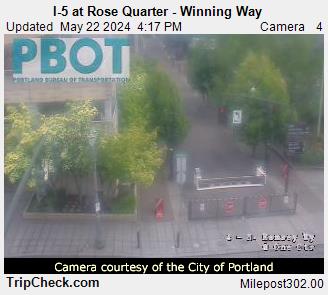 I-5 at Rose Quarter - Winning Way
Updated May 22 2024 4:17 PM Camera 4
PBOT
PORTLAND BUREAU OF TRANSPORTATION
Camera courtesy of the City of Portland
TripCheck.com Milepost302.00